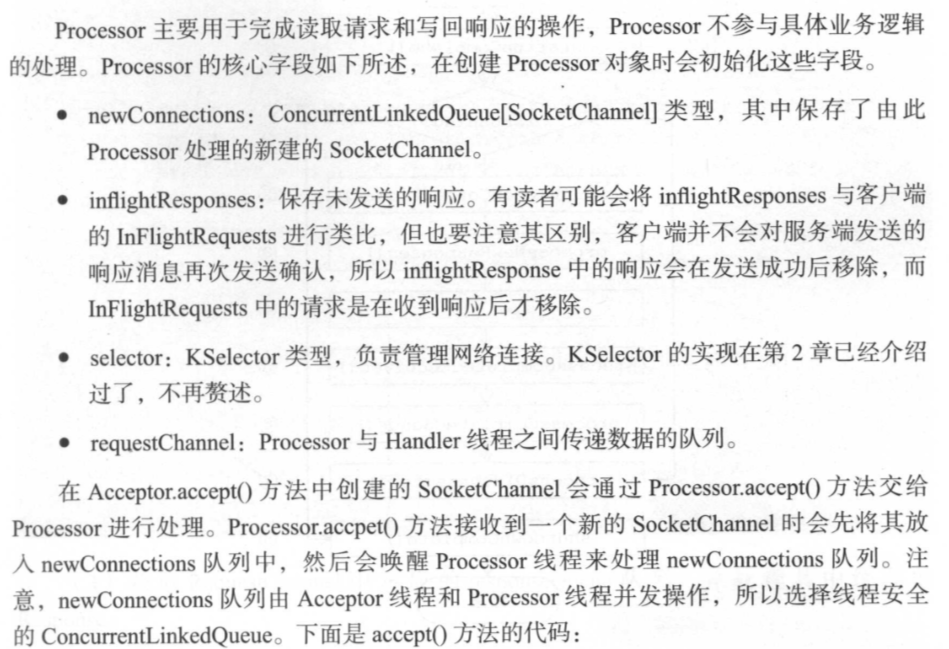 Processor 主要用于完成读取请求和写回响应的操作，Processor 不参与具体业务逻辑
的处理。Processor 的核心字段如下所述，在创建 Processor 对象时会初始化这些字段。
● newConnections：ConcurrentLinkedQueue[SocketChannel] 类型，其中保存了由此
Processor 处理的新建的 SocketChannel。
● inflightResponses：保存未发送的响应。有读者可能会将 inflightResponses 与客户端
的 InFlightRequests 进行类比，但也要注意其区别，客户端并不会对服务端发送的
响应消息再次发送确认，所以 inflightResponse 中的响应会在发送成功后移除，而
InFlightRequests 中的请求是在收到响应后才移除。
● selector：KSelector 类型，负责管理网络连接。KSelector 的实现在第 2 章已经介绍
过了，不再赘述。
● requestChannel：Processor 与 Handler 线程之间传递数据的队列。
在 Acceptor.accept() 方法中创建的 SocketChannel 会通过 Processor.accept() 方法交给
Processor 进行处理。Processor.accpet() 方法接收到一个新的 SocketChannel 时会先将其放
入 newConnections 队列中，然后会唤醒 Processor 线程来处理 newConnections 队列。注
意，newConnections 队列由 Acceptor 线程和 Processor 线程并发操作，所以选择线程安全
的 ConcurrentLinkedQueue。下面是 accept() 方法的代码：